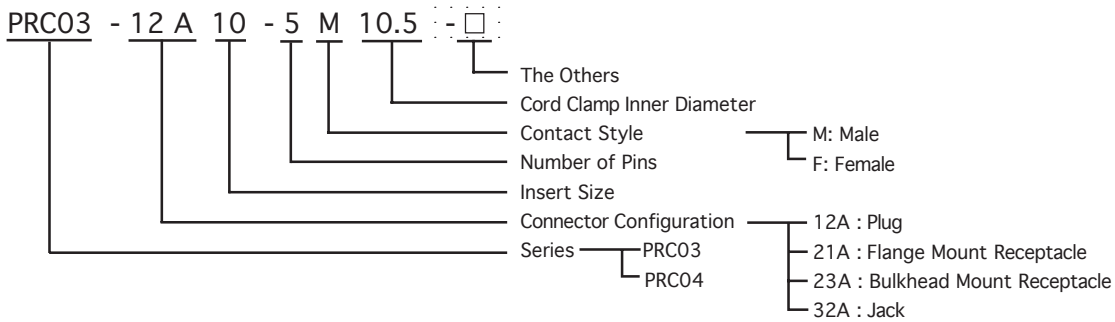 PRC03 - 12 A 10 - 5 M 10.5 - □
The Others
Cord Clamp Inner Diameter
Contact Style
M: Male
Number of Pins
F: Female
Insert Size
Connector Configuration
12A : Plug
Series
PRC03
21A : Flange Mount Receptacle
PRC04
23A : Bulkhead Mount Receptacle
32A : Jack